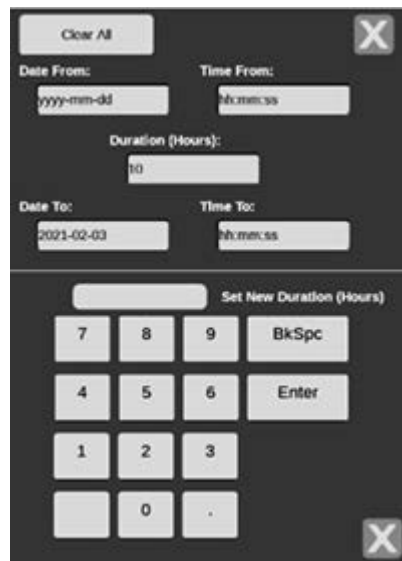 Clear All X
Date From: Time From:
yyyy-mm-dd hh:mm:ss
Duration (Hours):
10
Date To: Time To:
2021-02-03 hh:mm:ss
Set New Duration (Hours)
7 8 9 BkSpc
4 5 6 Enter
1 2 3
0 .
X